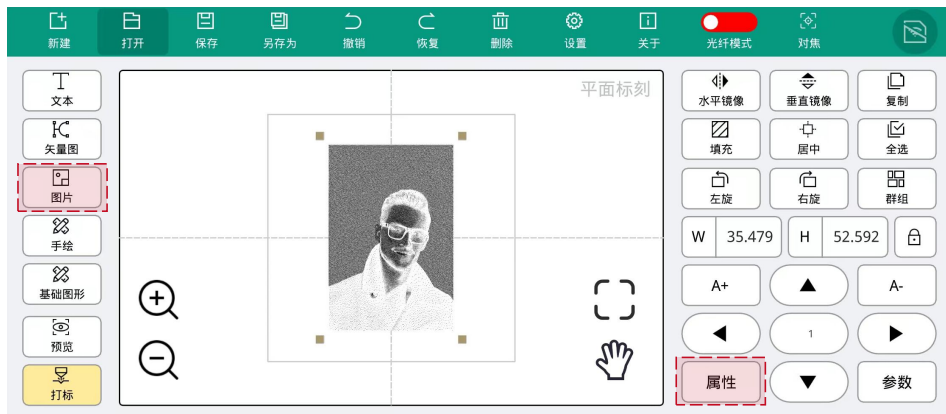 新建
打开
保存
另存为
撤销
恢复
删除
设置
关于
光纤模式
对焦
文本
矢量图
图片
手绘
基础图形
预览
打标
平面标刻
水平镜像
垂直镜像
复制
填充
居中
全选
左旋
右旋
群组
W 35.479
H 52.592
A+
A-
1
属性
参数